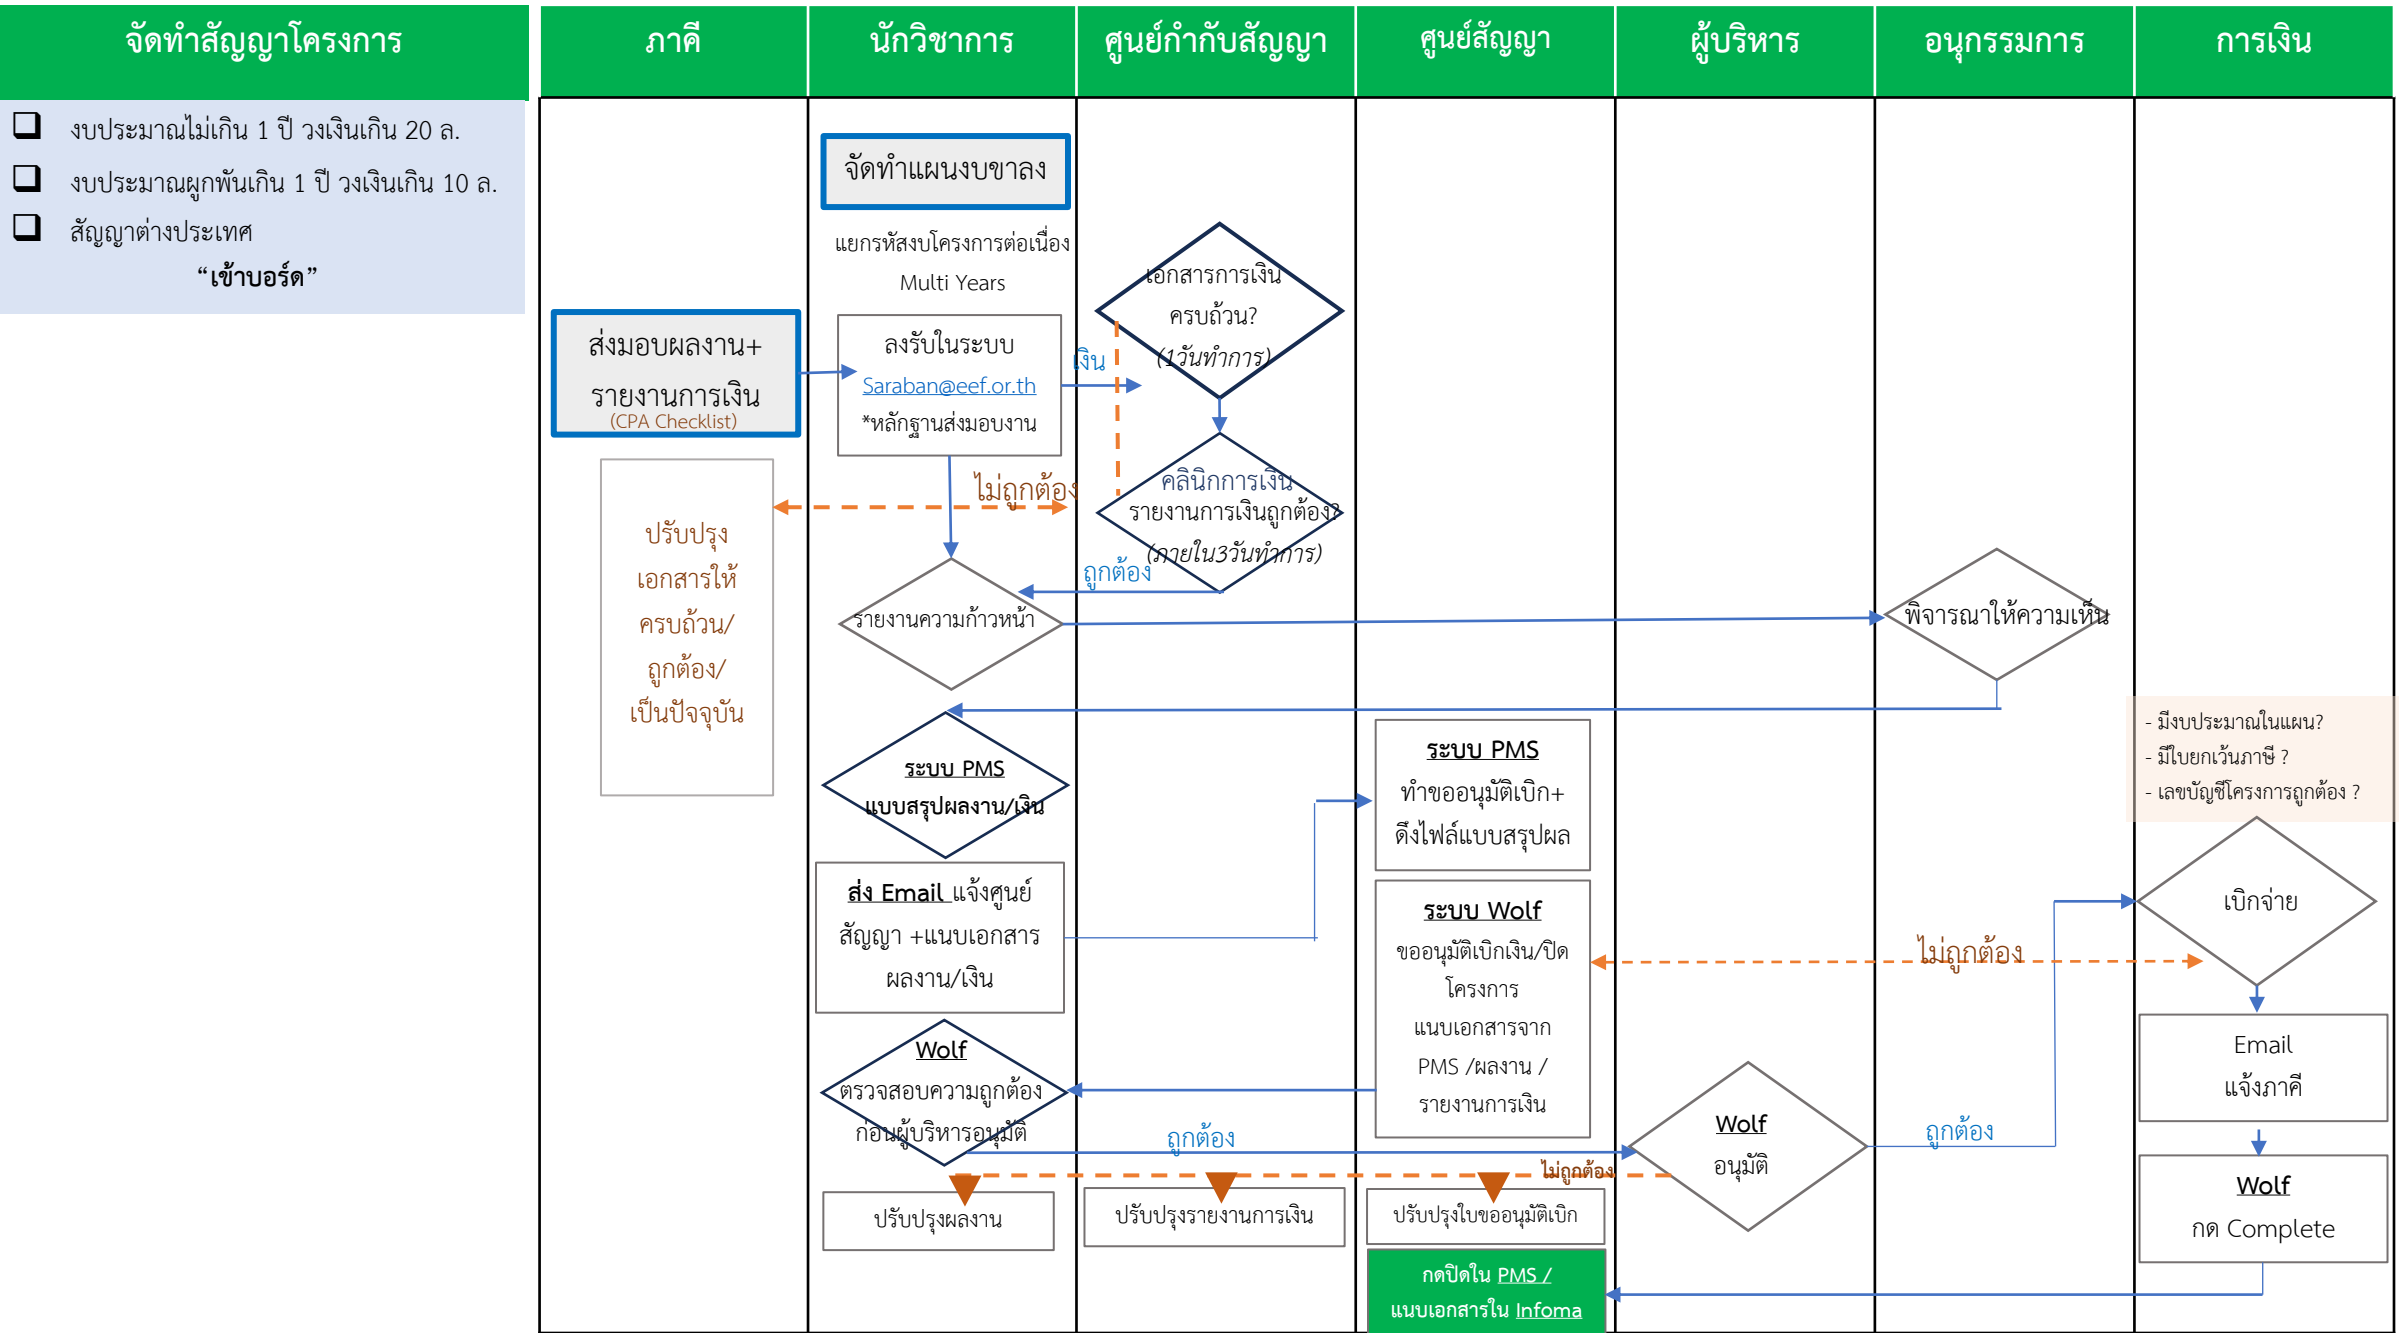 จัดทำสัญญาโครงการ
ภาคี
นักวิชาการ
ศูนย์กำกับสัญญา
ศูนย์สัญญา
ผู้บริหาร
อนุกรรมการ
การเงิน
งบประมาณไม่เกิน 1 ปี วงเงินเกิน 20 ล.
งบประมาณผูกพันเกิน 1 ปี วงเงินเกิน 10 ล.
สัญญาต่างประเทศ
“เข้าบอร์ด”
จัดทำแผนงบขาลง
แยกรหัสงบโครงการต่อเนื่อง
Multi Years
ส่งมอบผลงาน+
รายงานการเงิน
(CPA Checklist)
ลงรับในระบบ
Saraban@eef.or.th
*หลักฐานส่งมอบงาน
เงิน
เอกสารการเงิน
ครบถ้วน?
(1วันทำการ)
คลินิกการเงิน
รายงานการเงินถูกต้อง?
(ภายใน3วันทำการ)
ไม่ถูกต้อง
ถูกต้อง
ปรับปรุง
เอกสารให้
ครบถ้วน/
ถูกต้อง/
เป็นปัจจุบัน
รายงานความก้าวหน้า
พิจารณาให้ความเห็น
ระบบ PMS
แบบสรุปผลงาน/เงิน
ส่ง Email แจ้งศูนย์
สัญญา +แนบเอกสาร
ผลงาน/เงิน
ระบบ PMS
ทำขออนุมัติเบิก+
ดึงไฟล์แบบสรุปผล
ระบบ Wolf
ขออนุมัติเบิกเงิน/ปิด
โครงการ
แนบเอกสารจาก
PMS /ผลงาน /
รายงานการเงิน
- มีงบประมาณในแผน?
- มีใบยกเว้นภาษี ?
- เลขบัญชีโครงการถูกต้อง ?
เบิกจ่าย
ไม่ถูกต้อง
Email
แจ้งภาคี
Wolf
ตรวจสอบความถูกต้อง
ก่อนผู้บริหารอนุมัติ
ถูกต้อง
Wolf
อนุมัติ
ถูกต้อง
ไม่ถูกต้อง
Wolf
กด Complete
ปรับปรุงผลงาน
ปรับปรุงรายงานการเงิน
ปรับปรุงใบขออนุมัติเบิก
กดปิดใน PMS /
แนบเอกสารใน Infoma